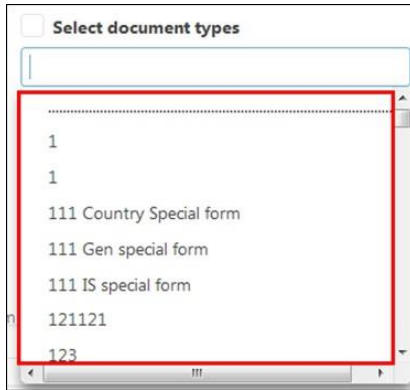 Select document types
................................................................................
1
1
111 Country Special form
111 Gen special form
111 IS special form
121121
n
123